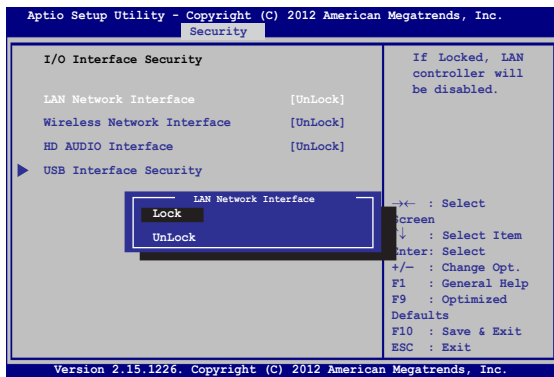 Aptio Setup Utility - Copyright (C) 2012 American Megatrends, Inc.
Security
I/O Interface Security
LAN Network Interface [UnLock]
Wireless Network Interface [UnLock]
HD AUDIO Interface [UnLock]
USB Interface Security
If Locked, LAN
controller will
be disabled.
LAN Network Interface
Lock
UnLock
→← : Select
Screen
↑↓ : Select Item
Enter: Select
+/— : Change Opt.
F1 : General Help
F9 : Optimized
Defaults
F10 : Save & Exit
ESC : Exit
Version 2.15.1226. Copyright (C) 2012 American Megatrends, Inc.